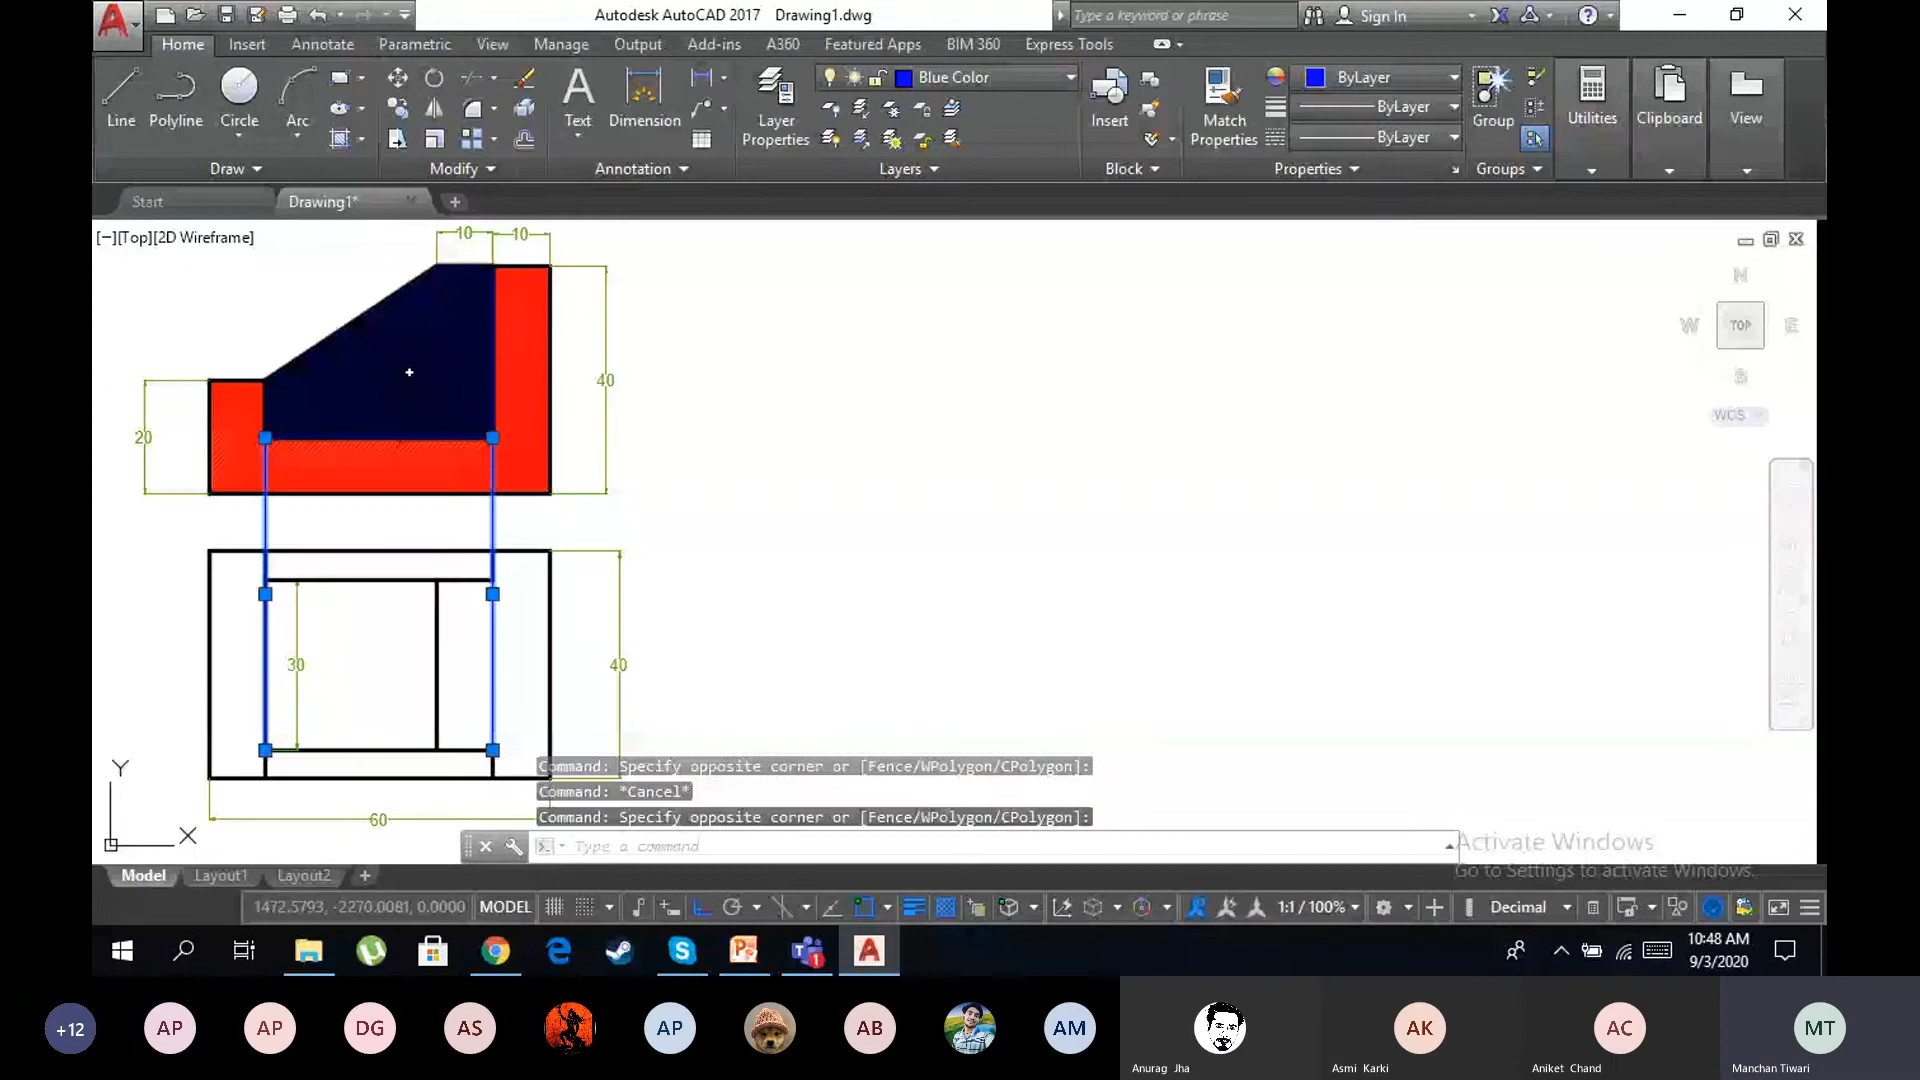 Autodesk AutoCAD 2017 Drawing1.dwg
Type a keyword or phrase
Sign In
Home Insert Annotate Parametric View Manage Output Add-ins A360 Featured Apps BIM 360 Express Tools
Line Polyline Circle Arc
Text Dimension
Layer Properties
Blue Color
Insert
Match Properties
ByLayer
ByLayer
ByLayer
Group
Utilities Clipboard View
Draw Modify Annotation Layers Block Properties Groups
Start Drawing1*
[−][Top][2D Wireframe]
10 10
40
20
30
40
60
N
W TOP E
S
WCS
Y
X
Command: Specify opposite corner or [Fence/WPolygon/CPolygon]:
Command: *Cancel*
Command: Specify opposite corner or [Fence/WPolygon/CPolygon]:
Type a command
Activate Windows
Go to Settings to activate Windows.
Model Layout1 Layout2
1472.5793, -2270.0081, 0.0000 MODEL 1:1 / 100% Decimal
1
10:48 AM
9/3/2020
+12 AP AP DG AS AP AB AM AK AC MT
Anurag Jha Asmi Karki Aniket Chand Manchan Tiwari